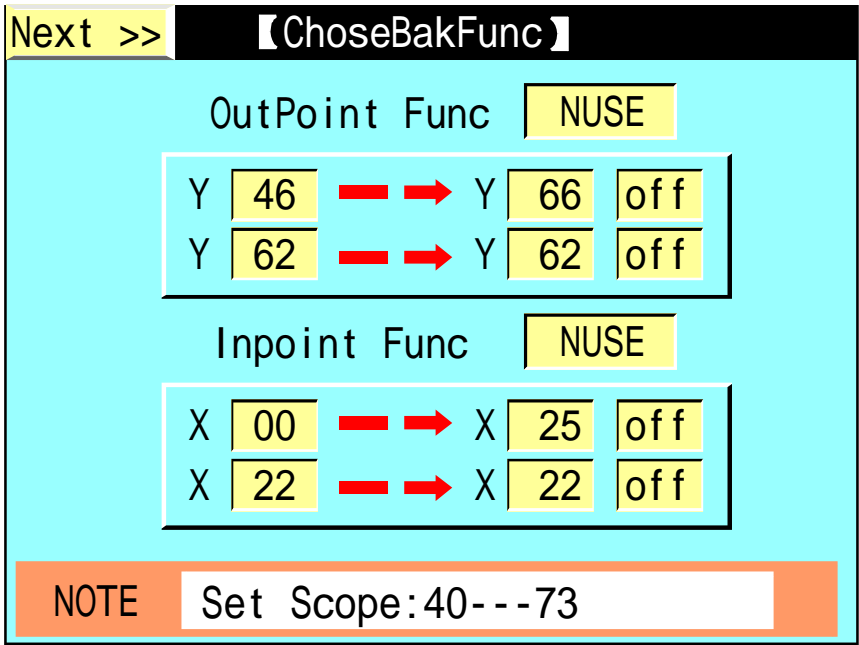 Next >> 【ChoseBakFunc】
OutPoint Func NUSE
Y 46 Y 66 off
Y 62 Y 62 off
Inpoint Func NUSE
X 00 X 25 off
X 22 X 22 off
NOTE Set Scope:40---73